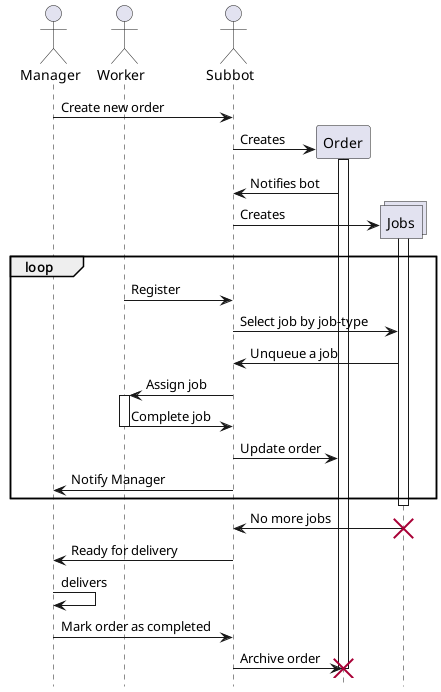 Manager
Worker
Subbot
Create new order
Creates
Order
Notifies bot
Creates
Jobs
loop
Register
Select job by job-type
Unqueue a job
Assign job
Complete job
Update order
Notify Manager
No more jobs
Ready for delivery
delivers
Mark order as completed
Archive order